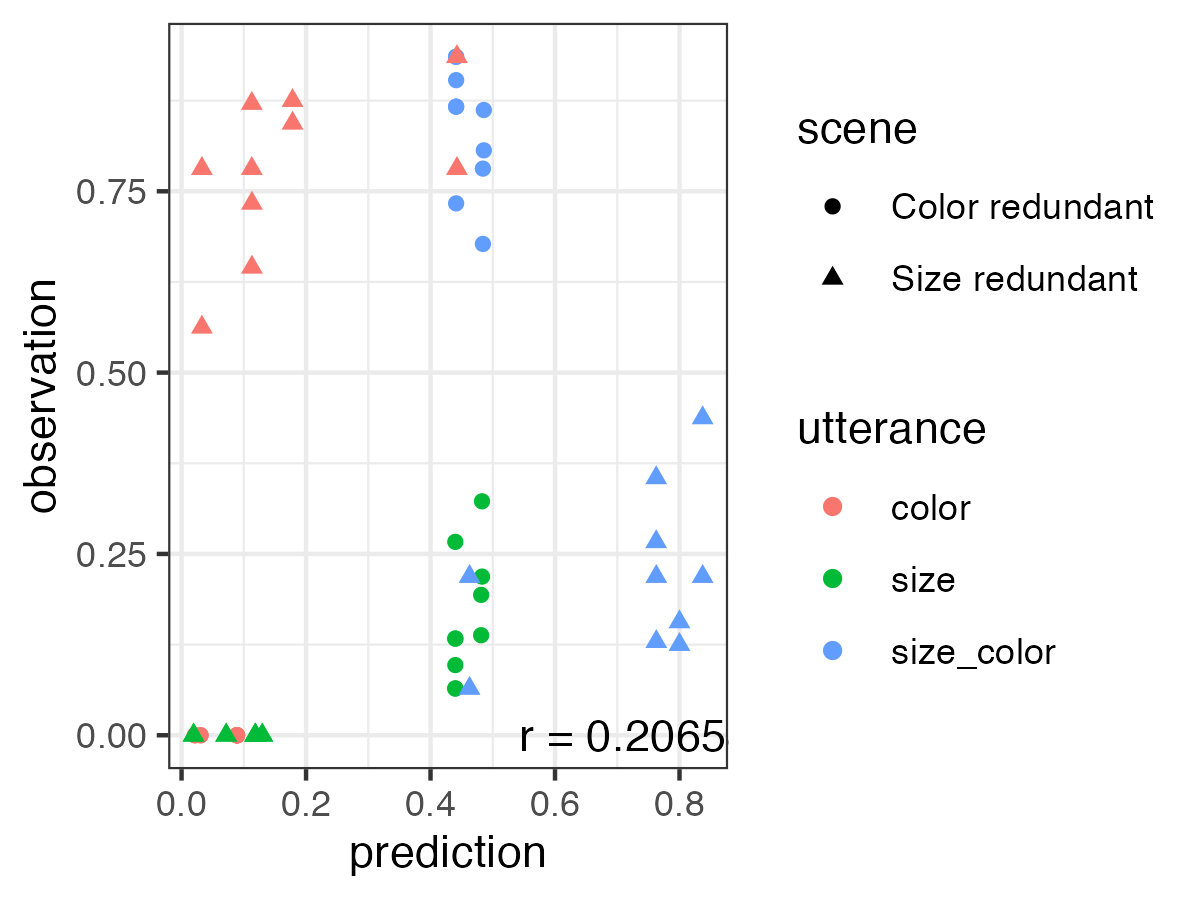 observation
0.75
0.50
0.25
0.00
r = 0.2065
0.0 0.2 0.4 0.6 0.8
prediction
scene
Color redundant
Size redundant
utterance
color
size
size_color